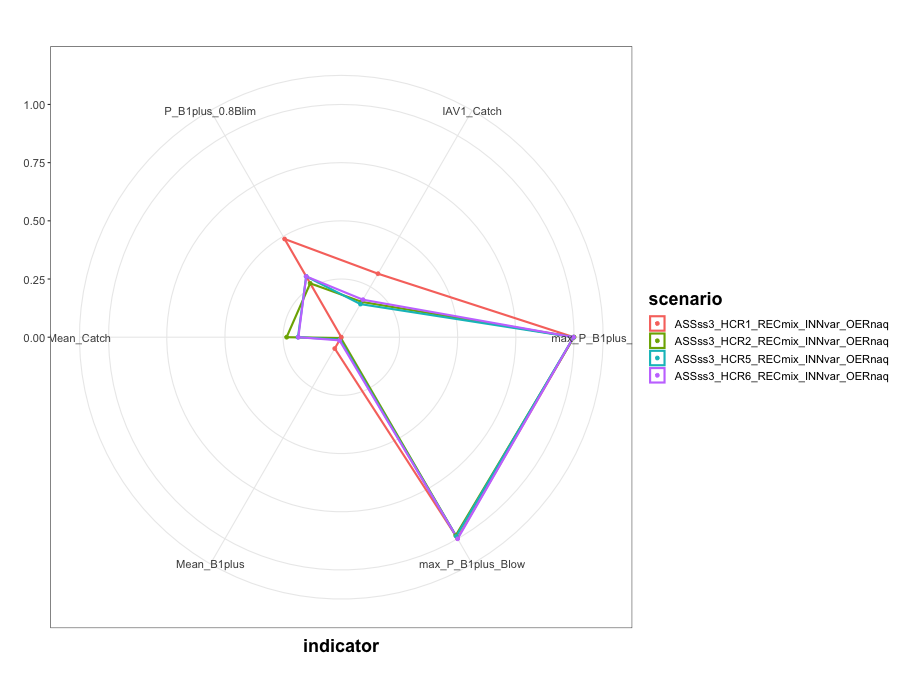 P_B1plus_0.8Blim
IAV1_Catch
1.00
0.75
0.50
0.25
0.00
Mean_Catch
max_P_B1plus_
Mean_B1plus
max_P_B1plus_Blow
indicator
scenario
ASSss3_HCR1_RECmix_INNvar_OERnaq
ASSss3_HCR2_RECmix_INNvar_OERnaq
ASSss3_HCR5_RECmix_INNvar_OERnaq
ASSss3_HCR6_RECmix_INNvar_OERnaq